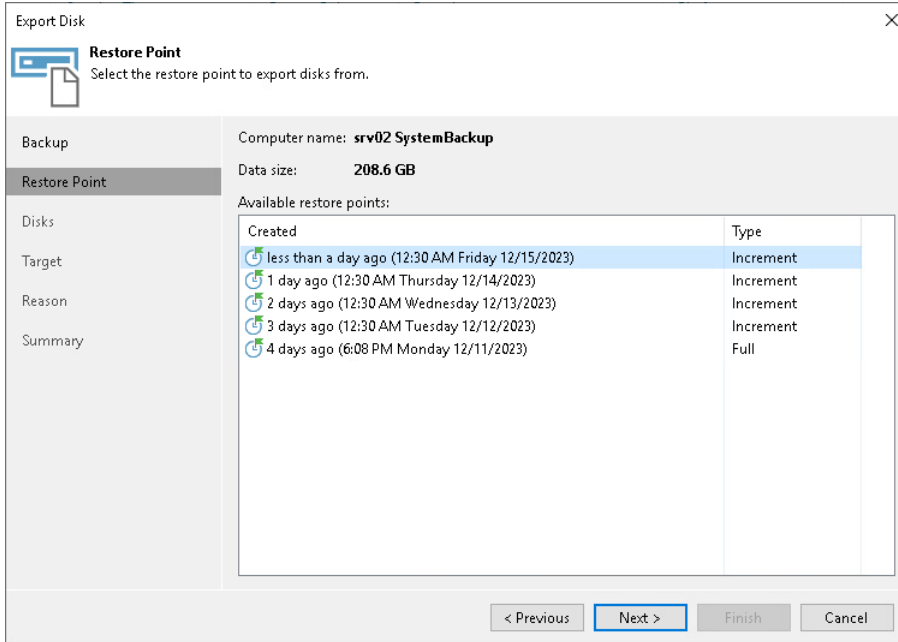 Export Disk
Restore Point
Select the restore point to export disks from.
Backup
Restore Point
Disks
Target
Reason
Summary
Computer name: srv02 SystemBackup
Data size: 208.6 GB
Available restore points:
Created Type
less than a day ago (12:30 AM Friday 12/15/2023) Increment
1 day ago (12:30 AM Thursday 12/14/2023) Increment
2 days ago (12:30 AM Wednesday 12/13/2023) Increment
3 days ago (12:30 AM Tuesday 12/12/2023) Increment
4 days ago (6:08 PM Monday 12/11/2023) Full
< Previous Next > Finish Cancel